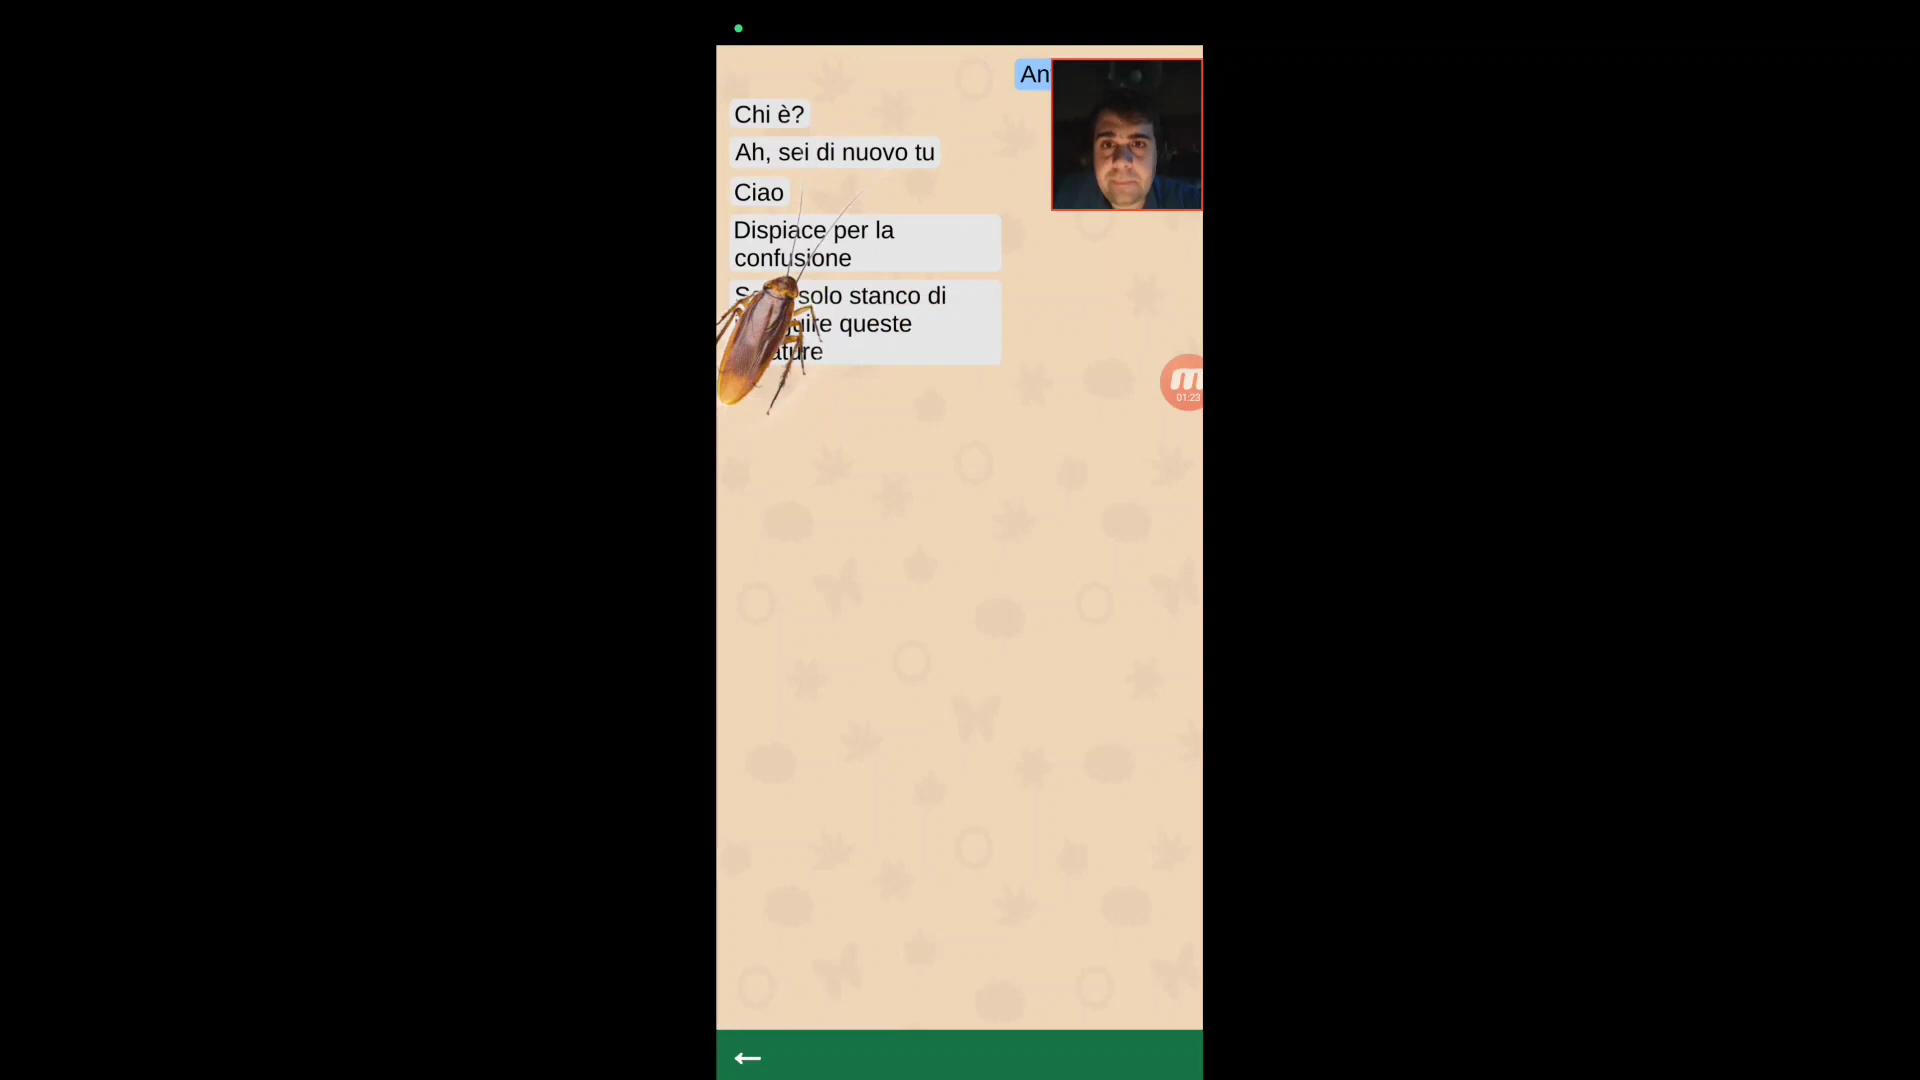 An
Chi è?
Ah, sei di nuovo tu
Ciao
Dispiace per la
confusione
solo stanco di
queste
01:23